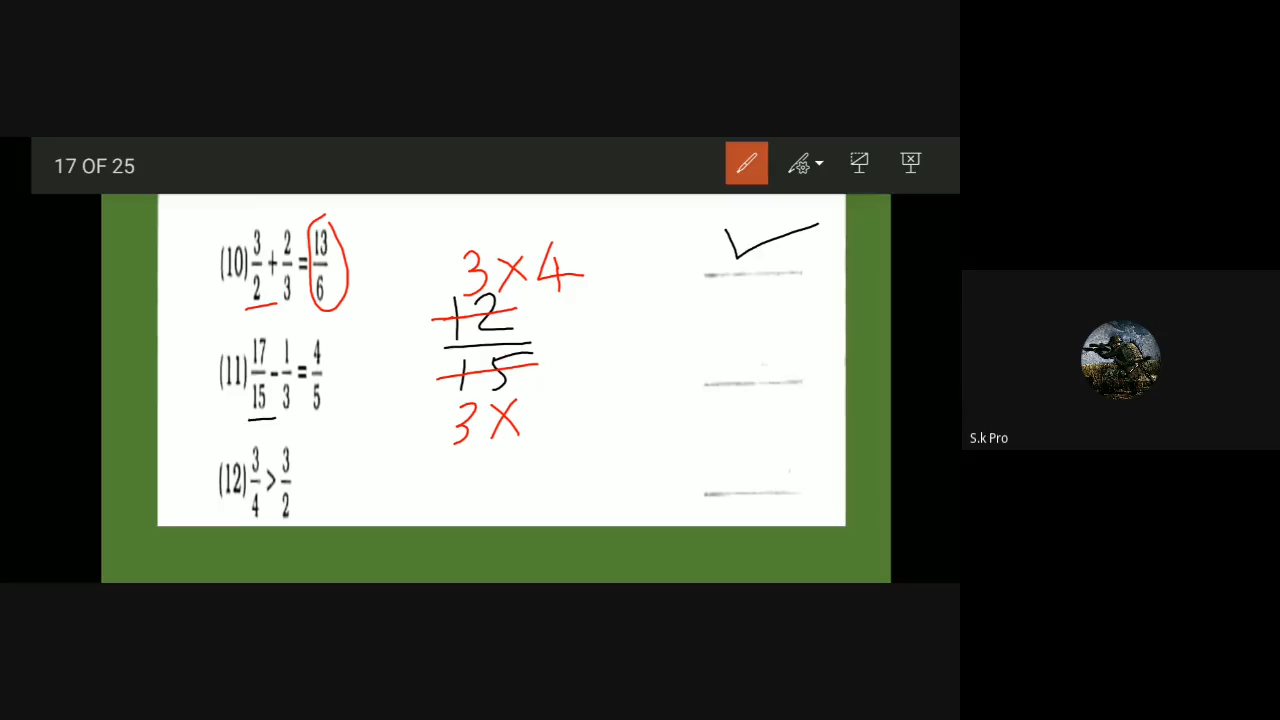 17 OF 25
(10) 3/2 + 2/3 = 13/6
3 × 4
12/15
3 ×
(11) 17/15 - 1/3 = 4/5
(12) 3/4 > 3/2
S.k Pro